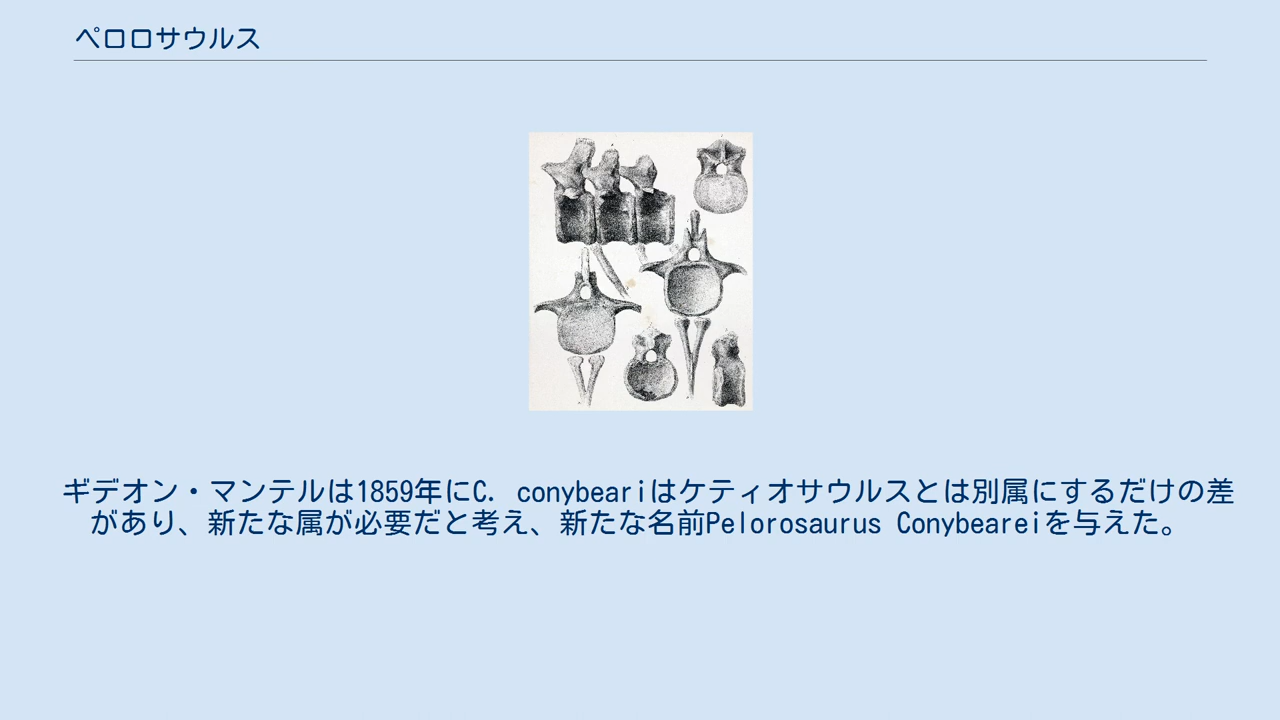 ペロロサウルス
ギデオン・マンテルは1859年にC. conybeariはケティオサウルスとは別属にするだけの差
があり、新たな属が必要だと考え、新たな名前Pelorosaurus Conybeareiを与えた。